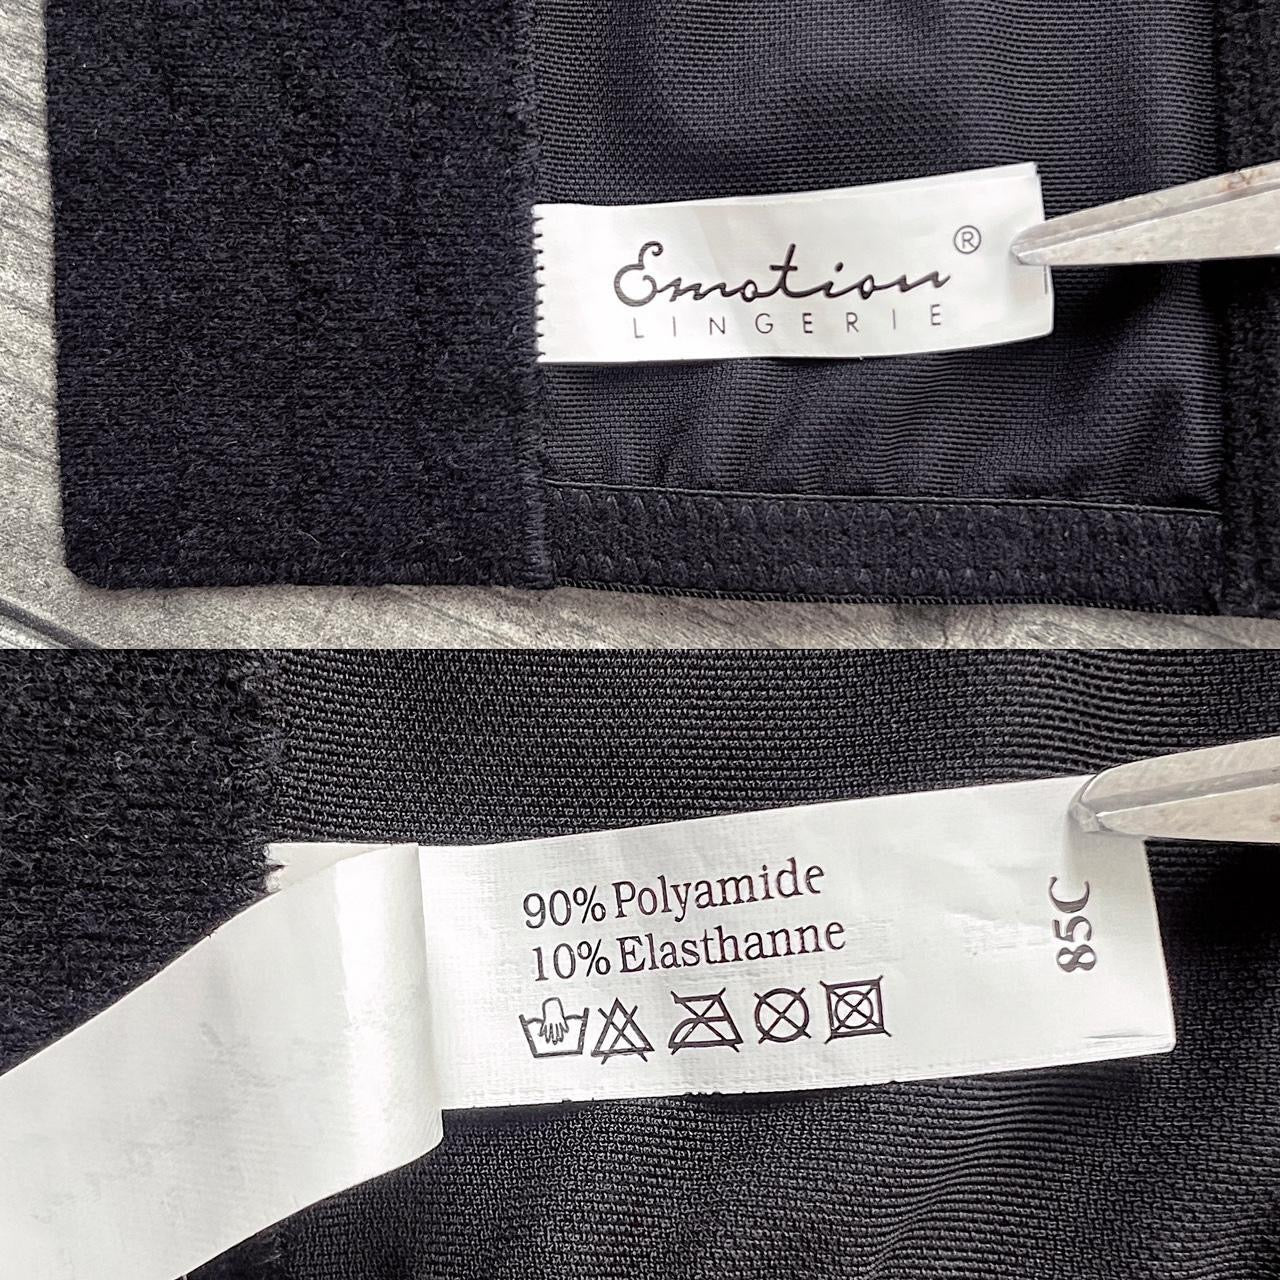 Emotion®
LINGERIE
90% Polyamide
10% Elasthanne
85C